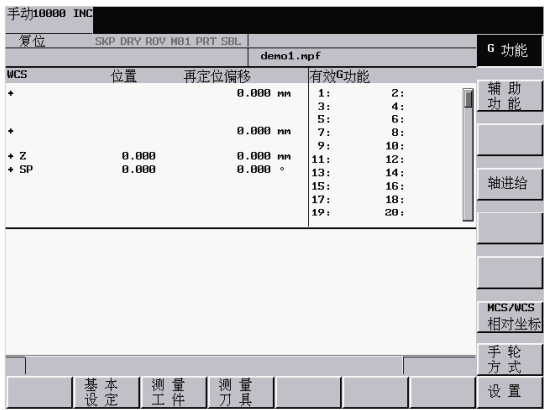 手动10000 INC
复位 SKP DRY ROV M01 PRT SBL
demo1.mpf
G 功能
WCS 位置 再定位偏移 有效G功能
+ 0.000 mm
+ 0.000 mm
+ Z 0.000 0.000 mm
+ SP 0.000 0.000 °
1: 2:
3: 4:
5: 6:
7: 8:
9: 10:
11: 12:
13: 14:
15: 16:
17: 18:
19: 20:
辅 助
功 能
轴进给
MCS/WCS
相对坐标
手 轮
方 式
基 本
设 定
测 量
工 件
测 量
刀 具
设 置